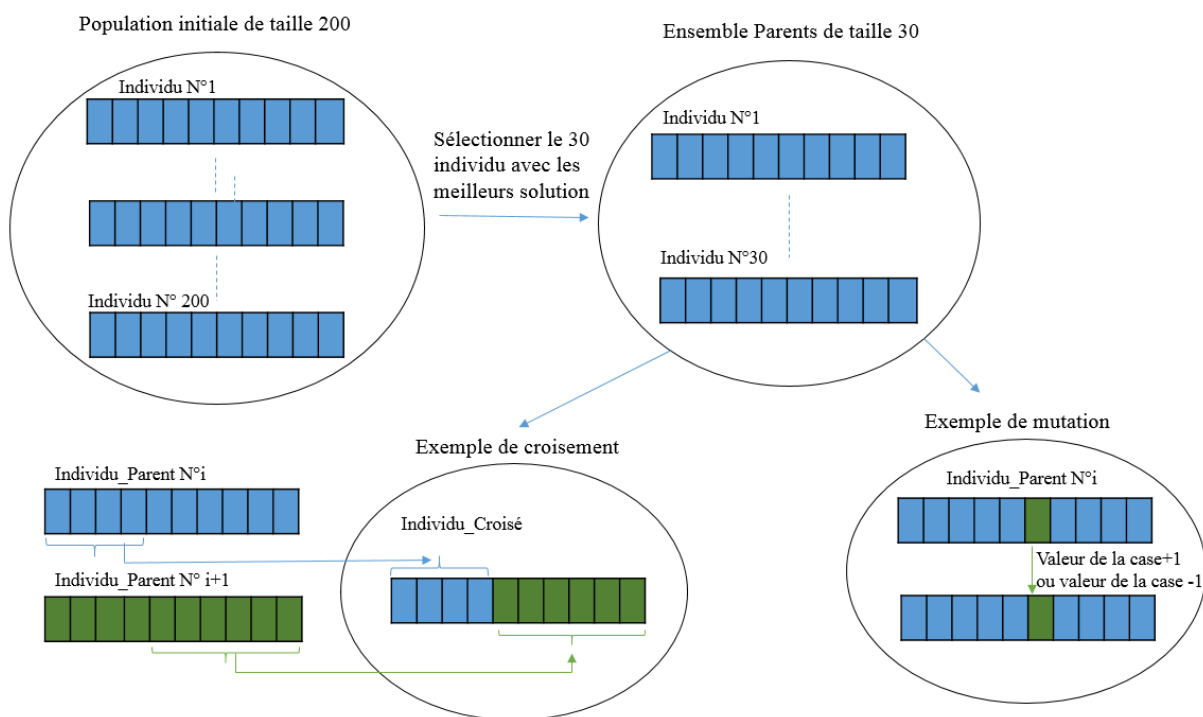 Population initiale de taille 200
Individu N°1
Individu N° 200
Sélectionner le 30
individu avec les
meilleurs solution
Ensemble Parents de taille 30
Individu N°1
Individu N°30
Individu_Parent N°i
Individu_Parent N° i+1
Exemple de croisement
Individu_Croisé
Exemple de mutation
Individu_Parent N°i
Valeur de la case+1
ou valeur de la case -1